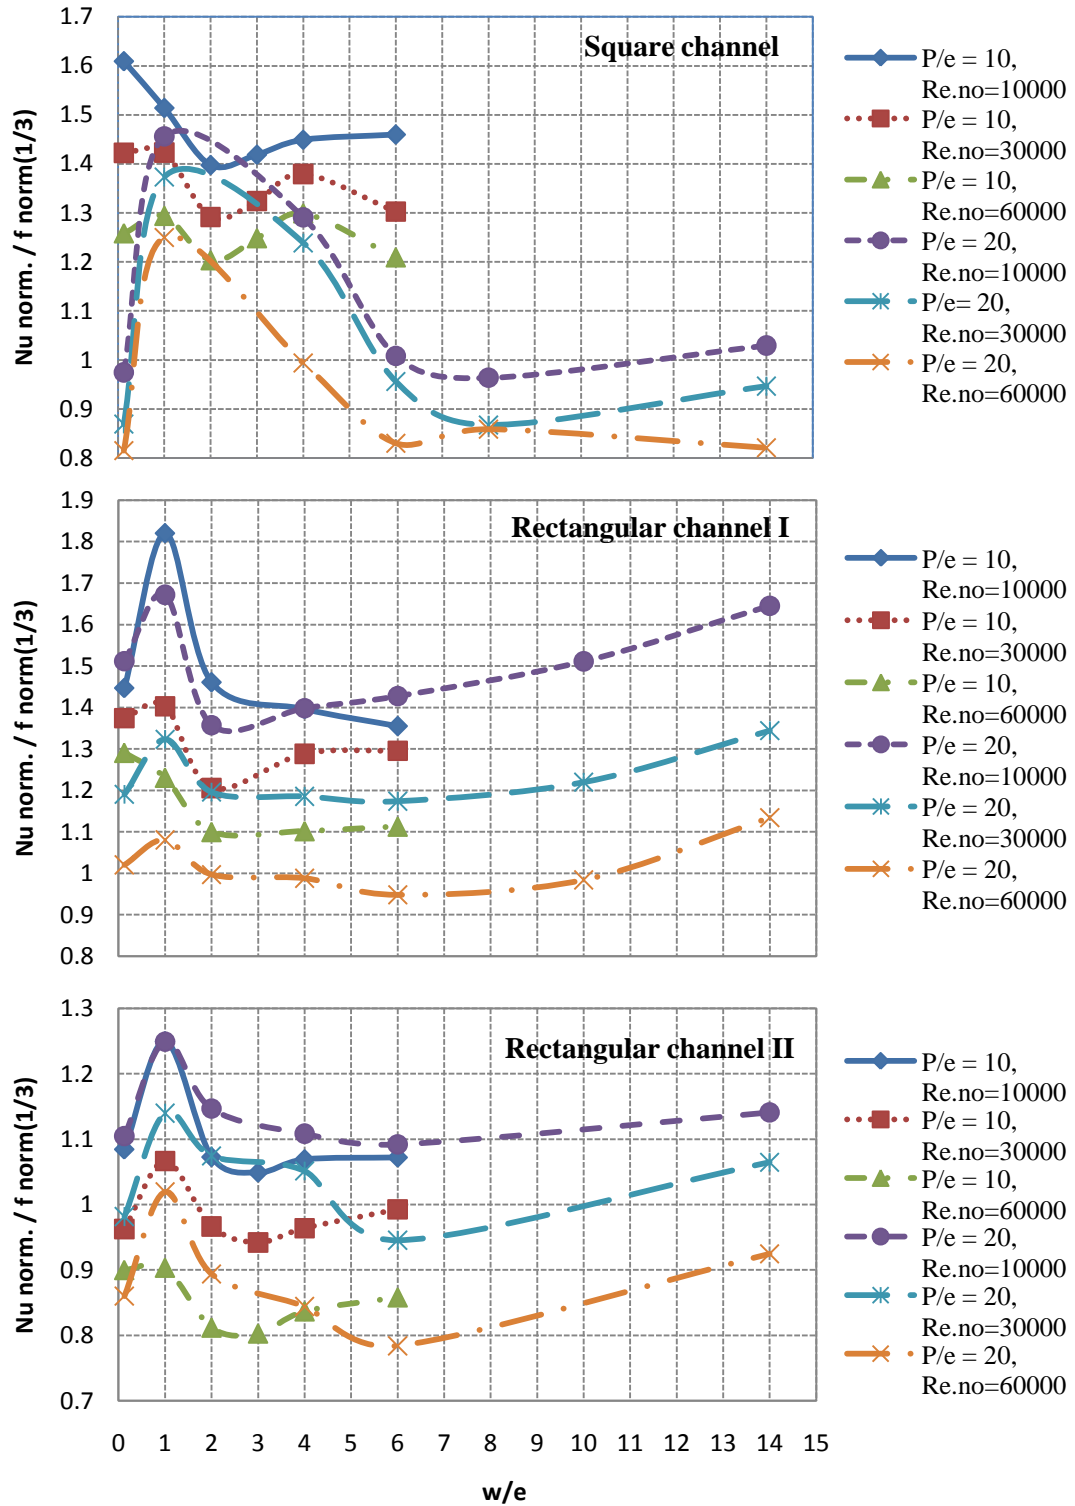 1.7
1.6
1.5
1.4
1.3
1.2
1.1
1
0.9
0.8
Nu norm. / f norm(1/3)
Square channel
P/e = 10,
Re.no=10000
P/e = 10,
Re.no=30000
P/e = 10,
Re.no=60000
P/e = 20,
Re.no=10000
P/e= 20,
Re.no=30000
P/e = 20,
Re.no=60000
1.9
1.8
1.7
1.6
1.5
1.4
1.3
1.2
1.1
1
0.9
0.8
Nu norm. / f norm(1/3)
Rectangular channel I
P/e = 10,
Re.no=10000
P/e = 10,
Re.no=30000
P/e = 10,
Re.no=60000
P/e = 20,
Re.no=10000
P/e = 20,
Re.no=30000
P/e = 20,
Re.no=60000
1.3
1.2
1.1
1
0.9
0.8
0.7
Nu norm. / f norm(1/3)
Rectangular channel II
P/e = 10,
Re.no=10000
P/e = 10,
Re.no=30000
P/e = 10,
Re.no=60000
P/e = 20,
Re.no=10000
P/e = 20,
Re.no=30000
P/e = 20,
Re.no=60000
0 1 2 3 4 5 6 7 8 9 10 11 12 13 14 15
w/e